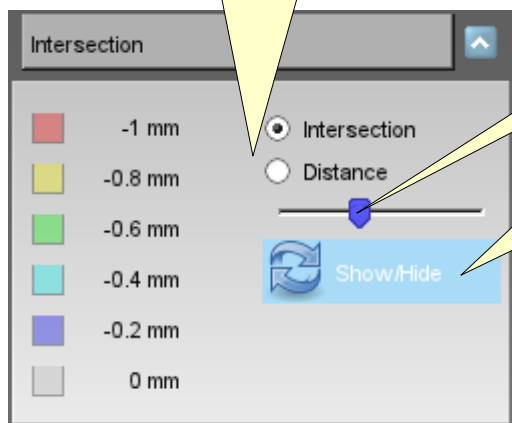 Intersection
-1 mm
-0.8 mm
-0.6 mm
-0.4 mm
-0.2 mm
0 mm
Intersection
Distance
Show/Hide